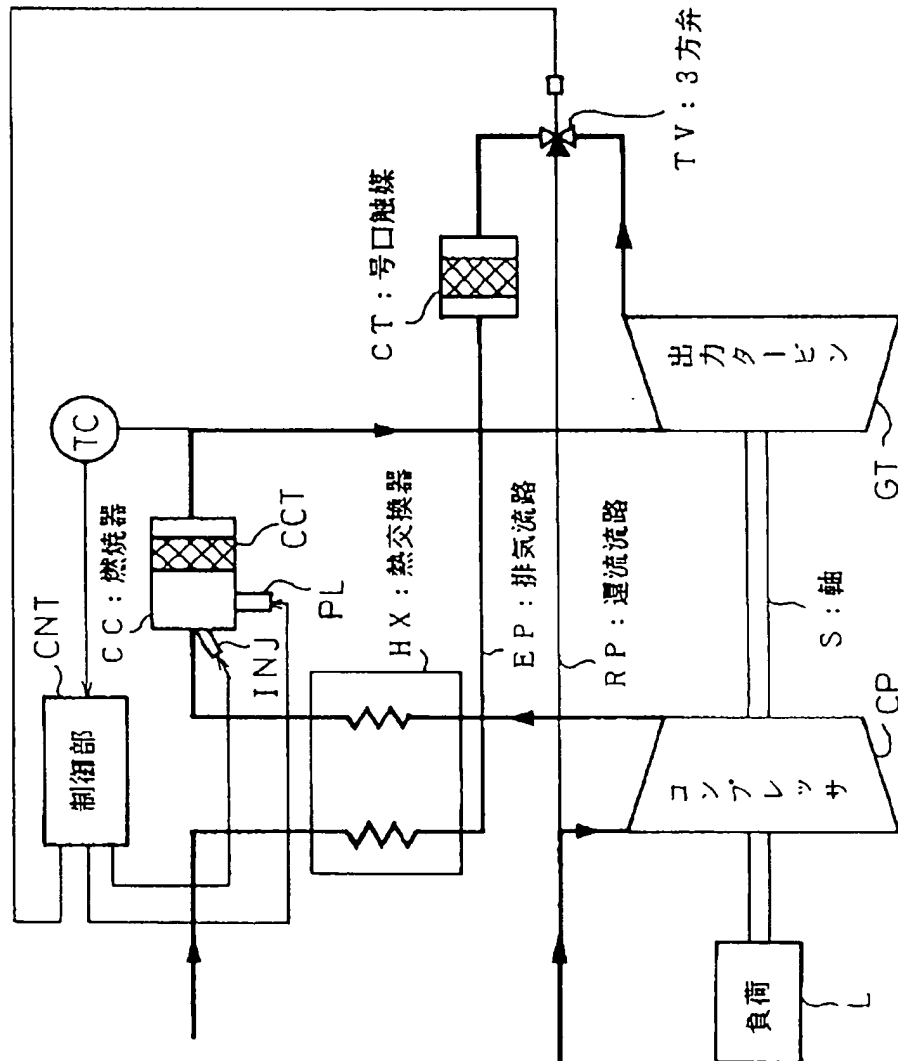 CNT
制御部
TC
CC:燃焼器
CCT
PL
INJ
HX:熱交換器
CT:号口触媒
EP:排気流路
RP:還流流路
TV:3方弁
コンプレッサ
CP
S:軸
出力タービン
GT
負荷
L